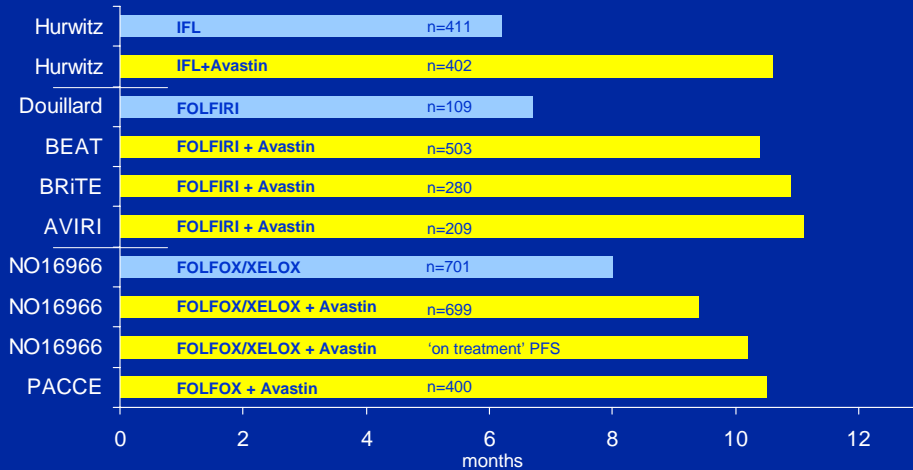 Hurwitz IFL n=411
Hurwitz IFL+Avastin n=402
Douillard FOLFIRI n=109
BEAT FOLFIRI + Avastin n=503
BRiTE FOLFIRI + Avastin n=280
AVIRI FOLFIRI + Avastin n=209
NO16966 FOLFOX/XELOX n=701
NO16966 FOLFOX/XELOX + Avastin n=699
NO16966 FOLFOX/XELOX + Avastin 'on treatment' PFS
PACCE FOLFOX + Avastin n=400
0 2 4 6 8 10 12
months